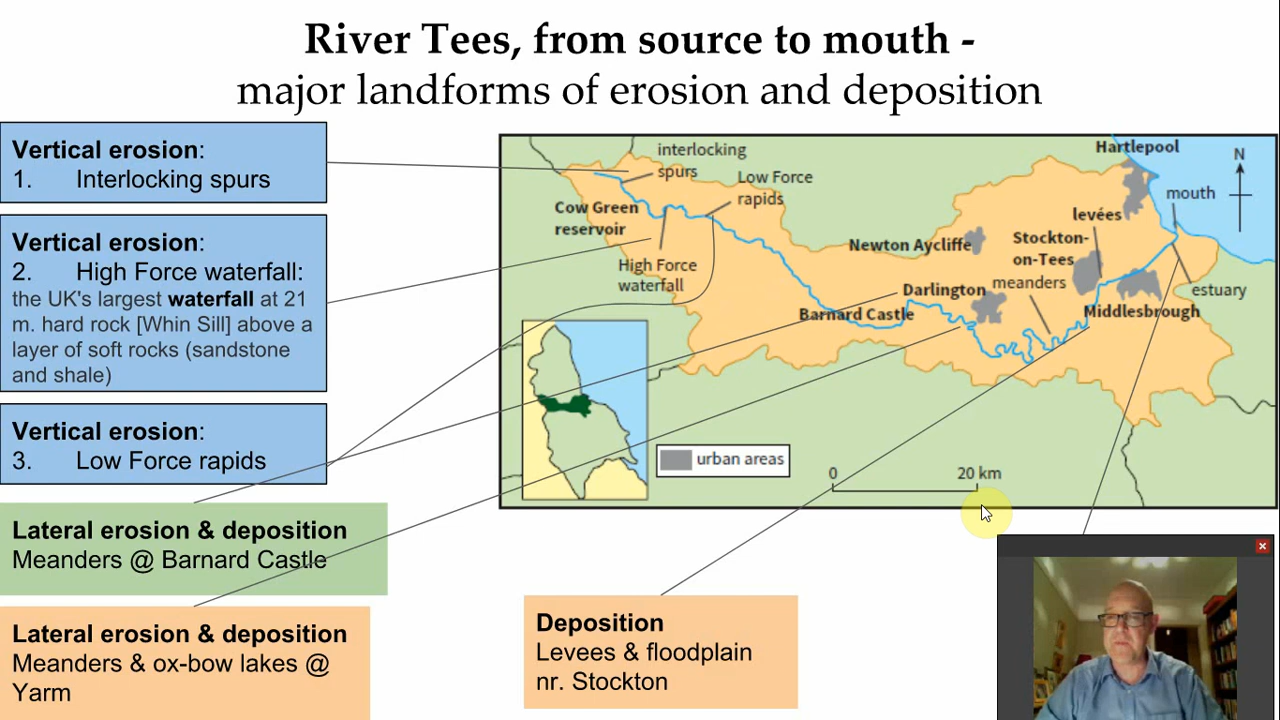 River Tees, from source to mouth -
major landforms of erosion and deposition
Vertical erosion:
1. Interlocking spurs
Vertical erosion:
2. High Force waterfall:
the UK's largest waterfall at 21
m. hard rock [Whin Sill] above a
layer of soft rocks (sandstone
and shale)
Vertical erosion:
3. Low Force rapids
Lateral erosion & deposition
Meanders @ Barnard Castle
Lateral erosion & deposition
Meanders & ox-bow lakes @
Yarm
Deposition
Levees & floodplain
nr. Stockton
interlocking
spurs
Low Force
rapids
Cow Green
reservoir
High Force
waterfall
Newton Aycliffe
Barnard Castle
Darlington
meanders
Stockton-
on-Tees
levées
Hartlepool
mouth
N
estuary
Middlesbrough
urban areas
0 20 km